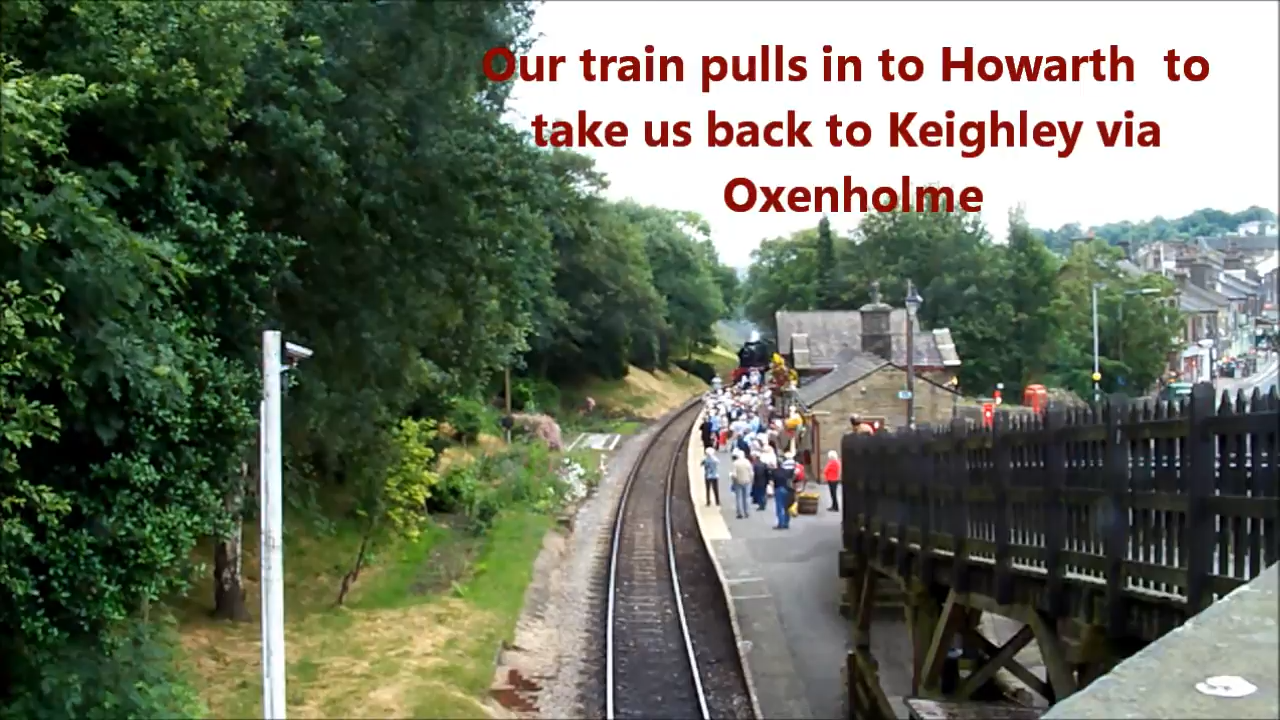 Our train pulls in to Howarth  to
take us back to Keighley via
Oxenholme